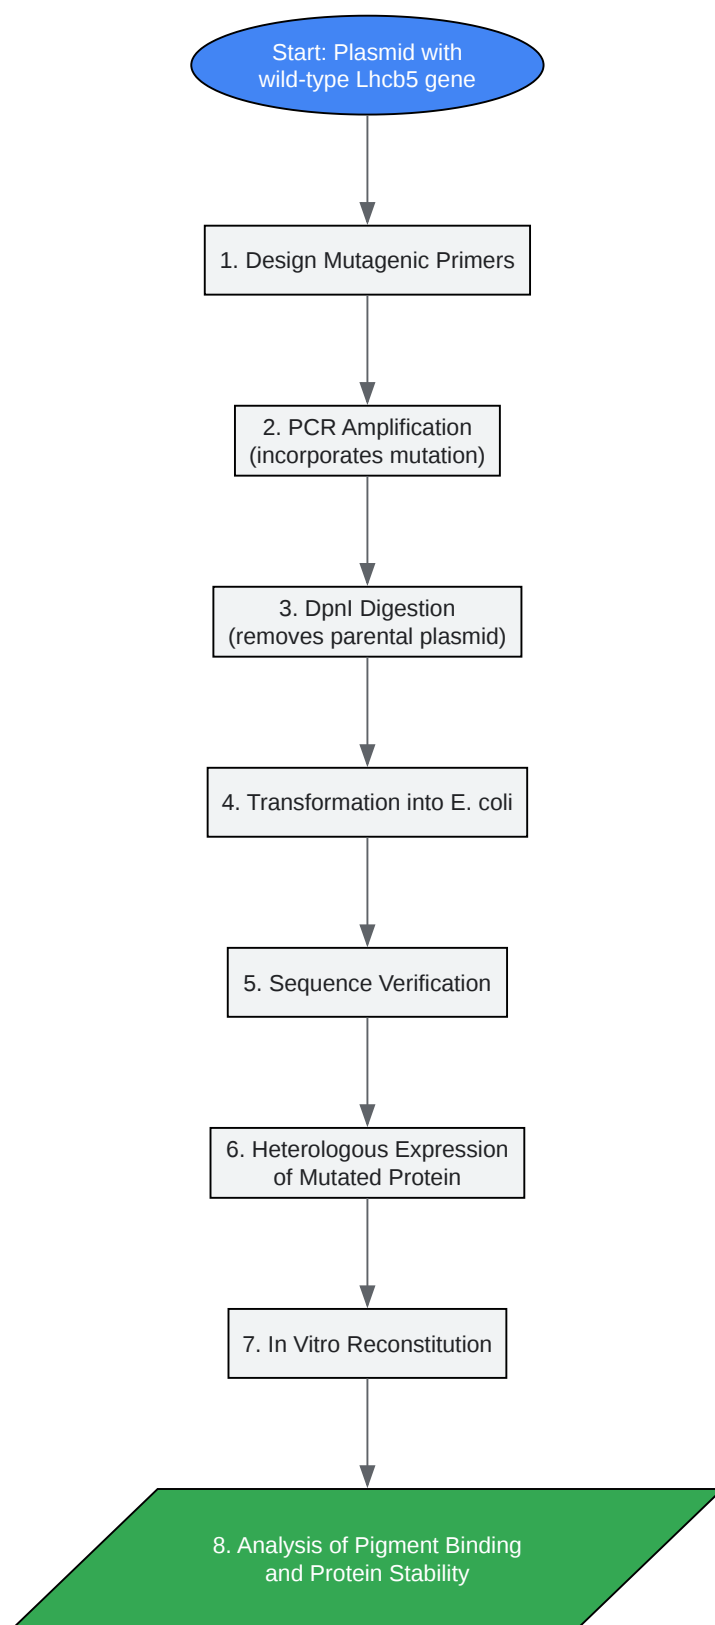 Start: Plasmid with
wild-type Lhcb5 gene
1. Design Mutagenic Primers
2. PCR Amplification
(incorporates mutation)
3. DpnI Digestion
(removes parental plasmid)
4. Transformation into E. coli
5. Sequence Verification
6. Heterologous Expression
of Mutated Protein
7. In Vitro Reconstitution
8. Analysis of Pigment Binding
and Protein Stability